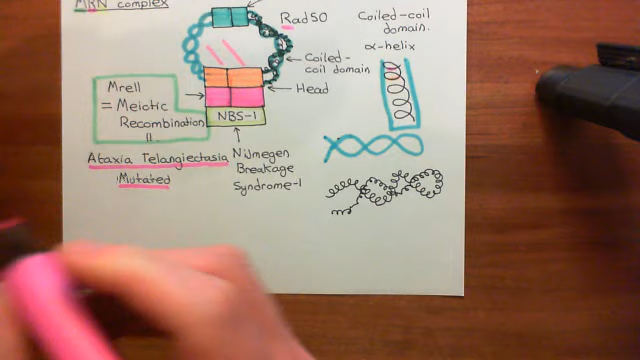 MRN complex
Rad50
Coiled-coil
domain.
α-helix
Coiled-
coil domain
Head
Mre11
= Meiotic
Recombination
11
NBS-1
Ataxia Telangiectasia
Mutated
Nijmegen
Breakage
Syndrome-1